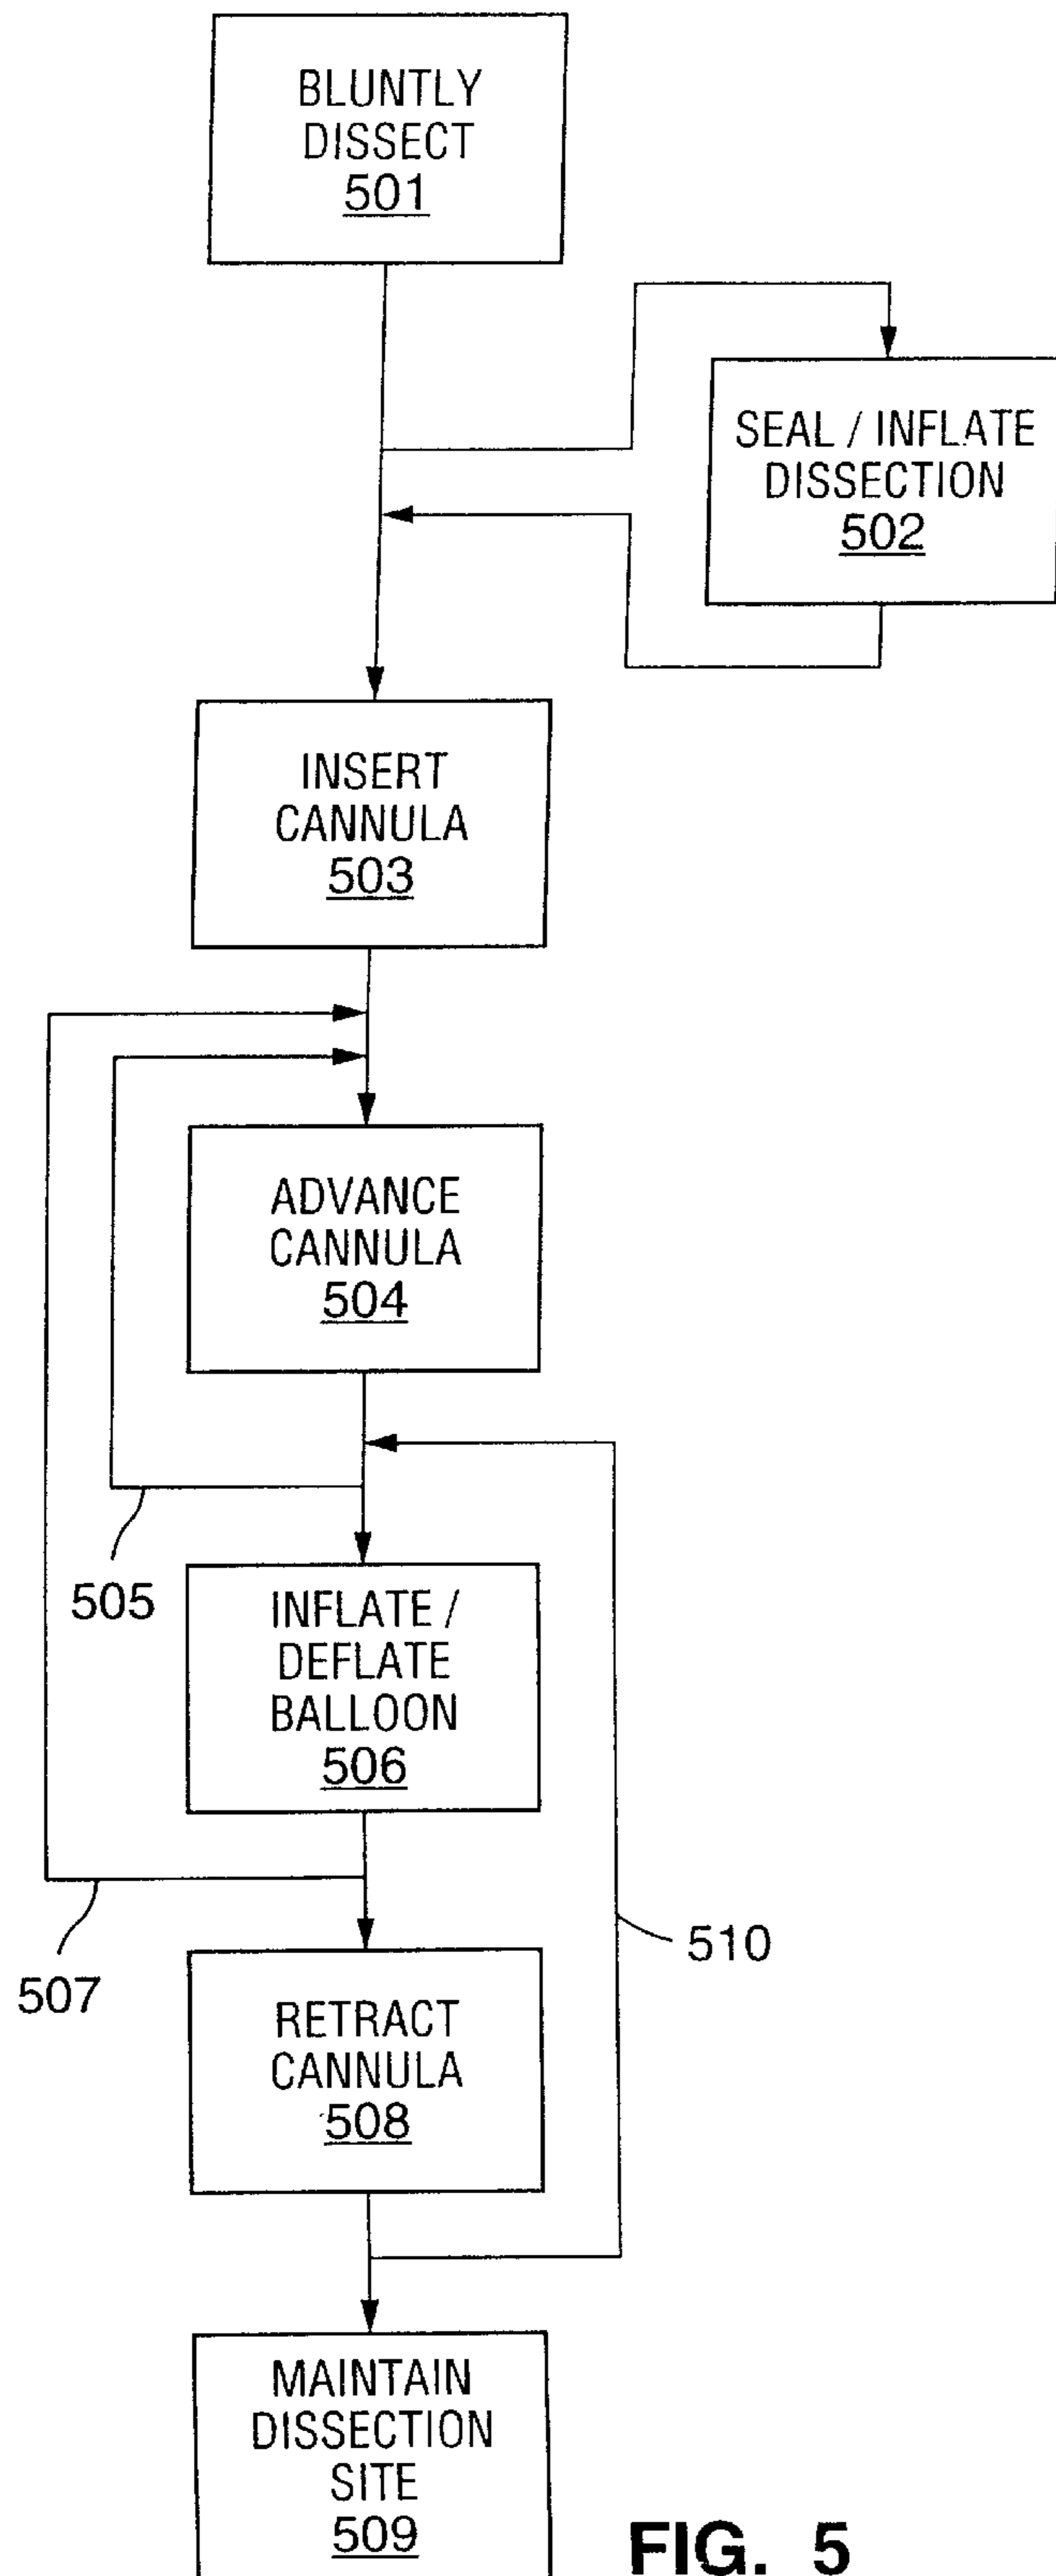 BLUNTLY
DISSECT
501
SEAL / INFLATE
DISSECTION
502
INSERT
CANNULA
503
ADVANCE
CANNULA
504
505
INFLATE /
DEFLATE
BALLOON
506
507
510
RETRACT
CANNULA
508
MAINTAIN
DISSECTION
SITE
509
FIG. 5